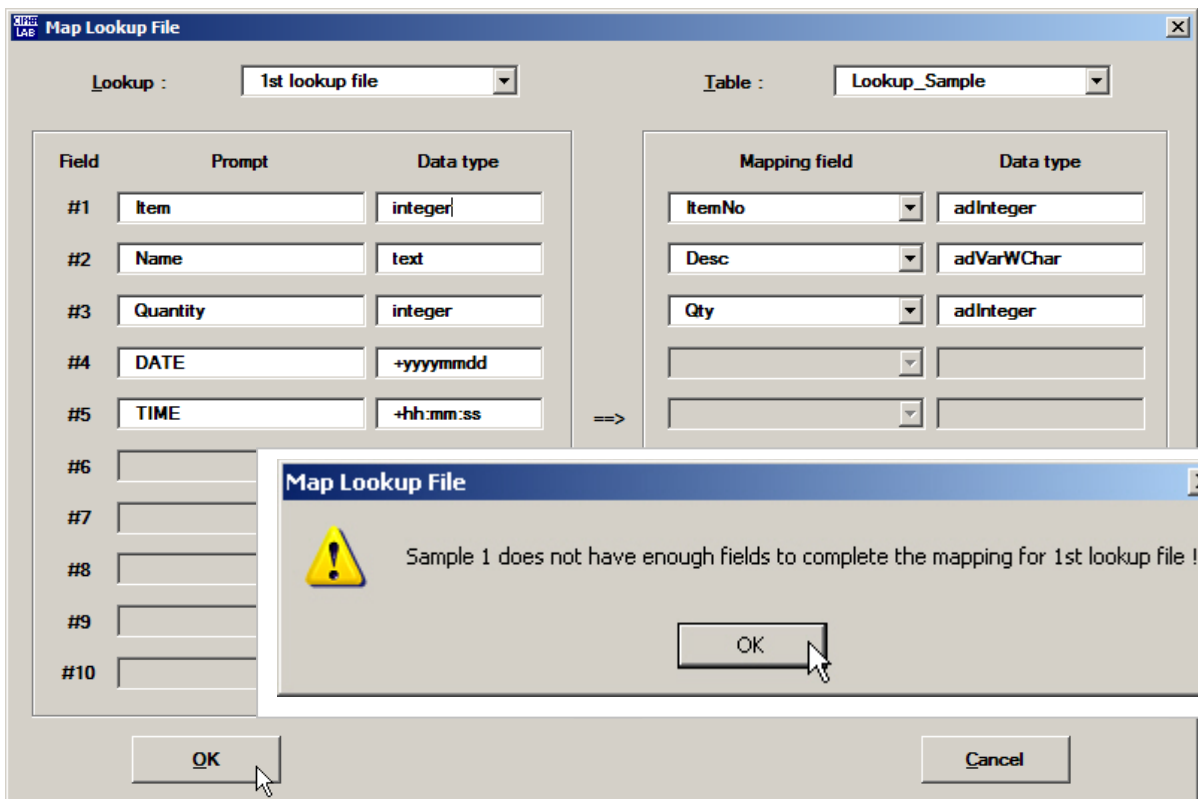 CIPHER LAB Map Lookup File
Lookup : 1st lookup file Table : Lookup_Sample
Field Prompt Data type Mapping field Data type
#1 Item integer ItemNo adInteger
#2 Name text Desc adVarWChar
#3 Quantity integer Qty adInteger
#4 DATE +yyyymmdd
#5 TIME +hh:mm:ss ==>
#6
#7
#8
#9
#10
Map Lookup File
Sample 1 does not have enough fields to complete the mapping for 1st lookup file !
OK
OK Cancel